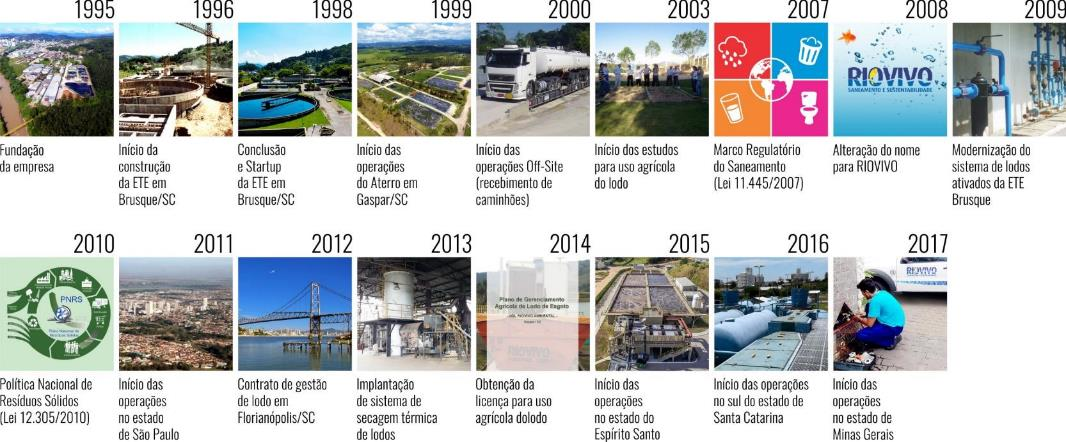 1995
1996
1998
1999
2000
2003
2007
2008
2009
RIOVIVO
SANEAMENTO E SUSTENTABILIDADE
Fundação
da empresa
Início da
construção
da ETE em
Brusque/SC
Conclusão
e Startup
da ETE em
Brusque/SC
Início das
operações
do Aterro em
Gaspar/SC
Início das
operações Off-Site
(recebimento de
caminhões)
Início dos estudos
para uso agrícola
do lodo
Marco Regulatório
do Saneamento
(Lei 11.445/2007)
Alteração do nome
para RIOVIVO
Modernização do
sistema de lodos
ativados da ETE
Brusque
2010
2011
2012
2013
2014
2015
2016
2017
PNRS
Plano Nacional de
Resíduos Sólidos
Plano de Gerenciamento
Agrícola de Lodo de Esgoto
RIOVIVO
RIOVIVO
Política Nacional de
Resíduos Sólidos
(Lei 12.305/2010)
Início das
operações
no estado
de São Paulo
Contrato de gestão
de lodo em
Florianópolis/SC
Implantação
de sistema de
secagem térmica
de lodos
Obtenção da
licença para uso
agrícola dolodo
Início das
operações
no estado do
Espírito Santo
Início das operações
no sul do estado de
Santa Catarina
Início das
operações
no estado de
Minas Gerais